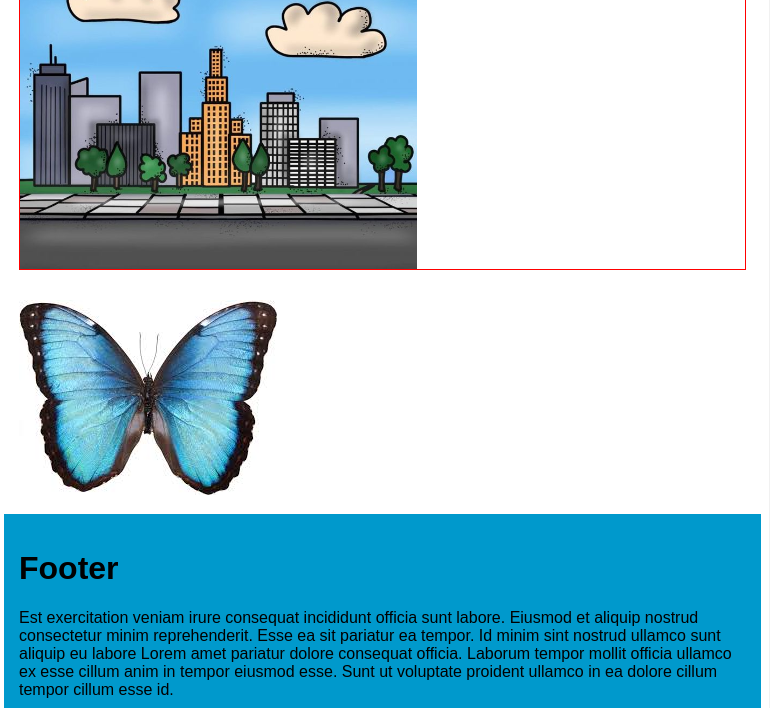 Footer
Est exercitation veniam irure consequat incididunt officia sunt labore. Eiusmod et aliquip nostrud
consectetur minim reprehenderit. Esse ea sit pariatur ea tempor. Id minim sint nostrud ullamco sunt
aliquip eu labore Lorem amet pariatur dolore consequat officia. Laborum tempor mollit officia ullamco
ex esse cillum anim in tempor eiusmod esse. Sunt ut voluptate proident ullamco in ea dolore cillum
tempor cillum esse id.